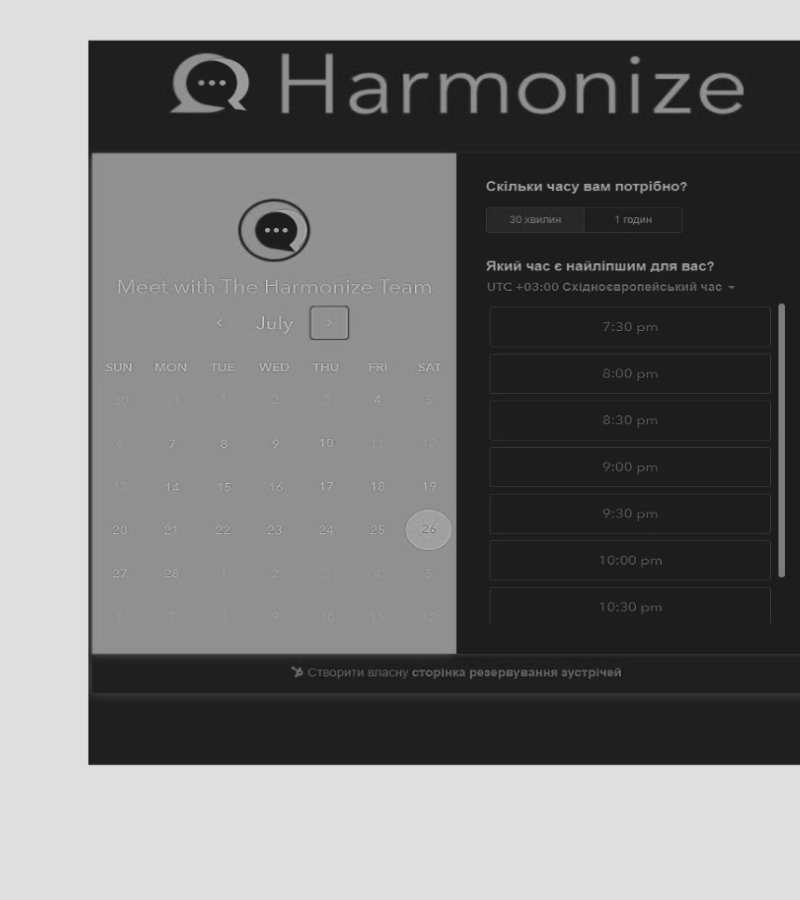 Harmonize
Meet with The Harmonize Team
July
SUN MON TUE WED THU FRI SAT
30 31 1 2 3 4 5
6 7 8 9 10 11 12
13 14 15 16 17 18 19
20 21 22 23 24 25 26
27 28 1 2 3 4 5
6 7 8 9 10 11 12
Скільки часу вам потрібно?
30 хвилин 1 годин
Який час є найліпшим для вас?
UTC +03:00 Східноєвропейський час
7:30 pm
8:00 pm
8:30 pm
9:00 pm
9:30 pm
10:00 pm
10:30 pm
Створити власну сторінка резервування зустрічей